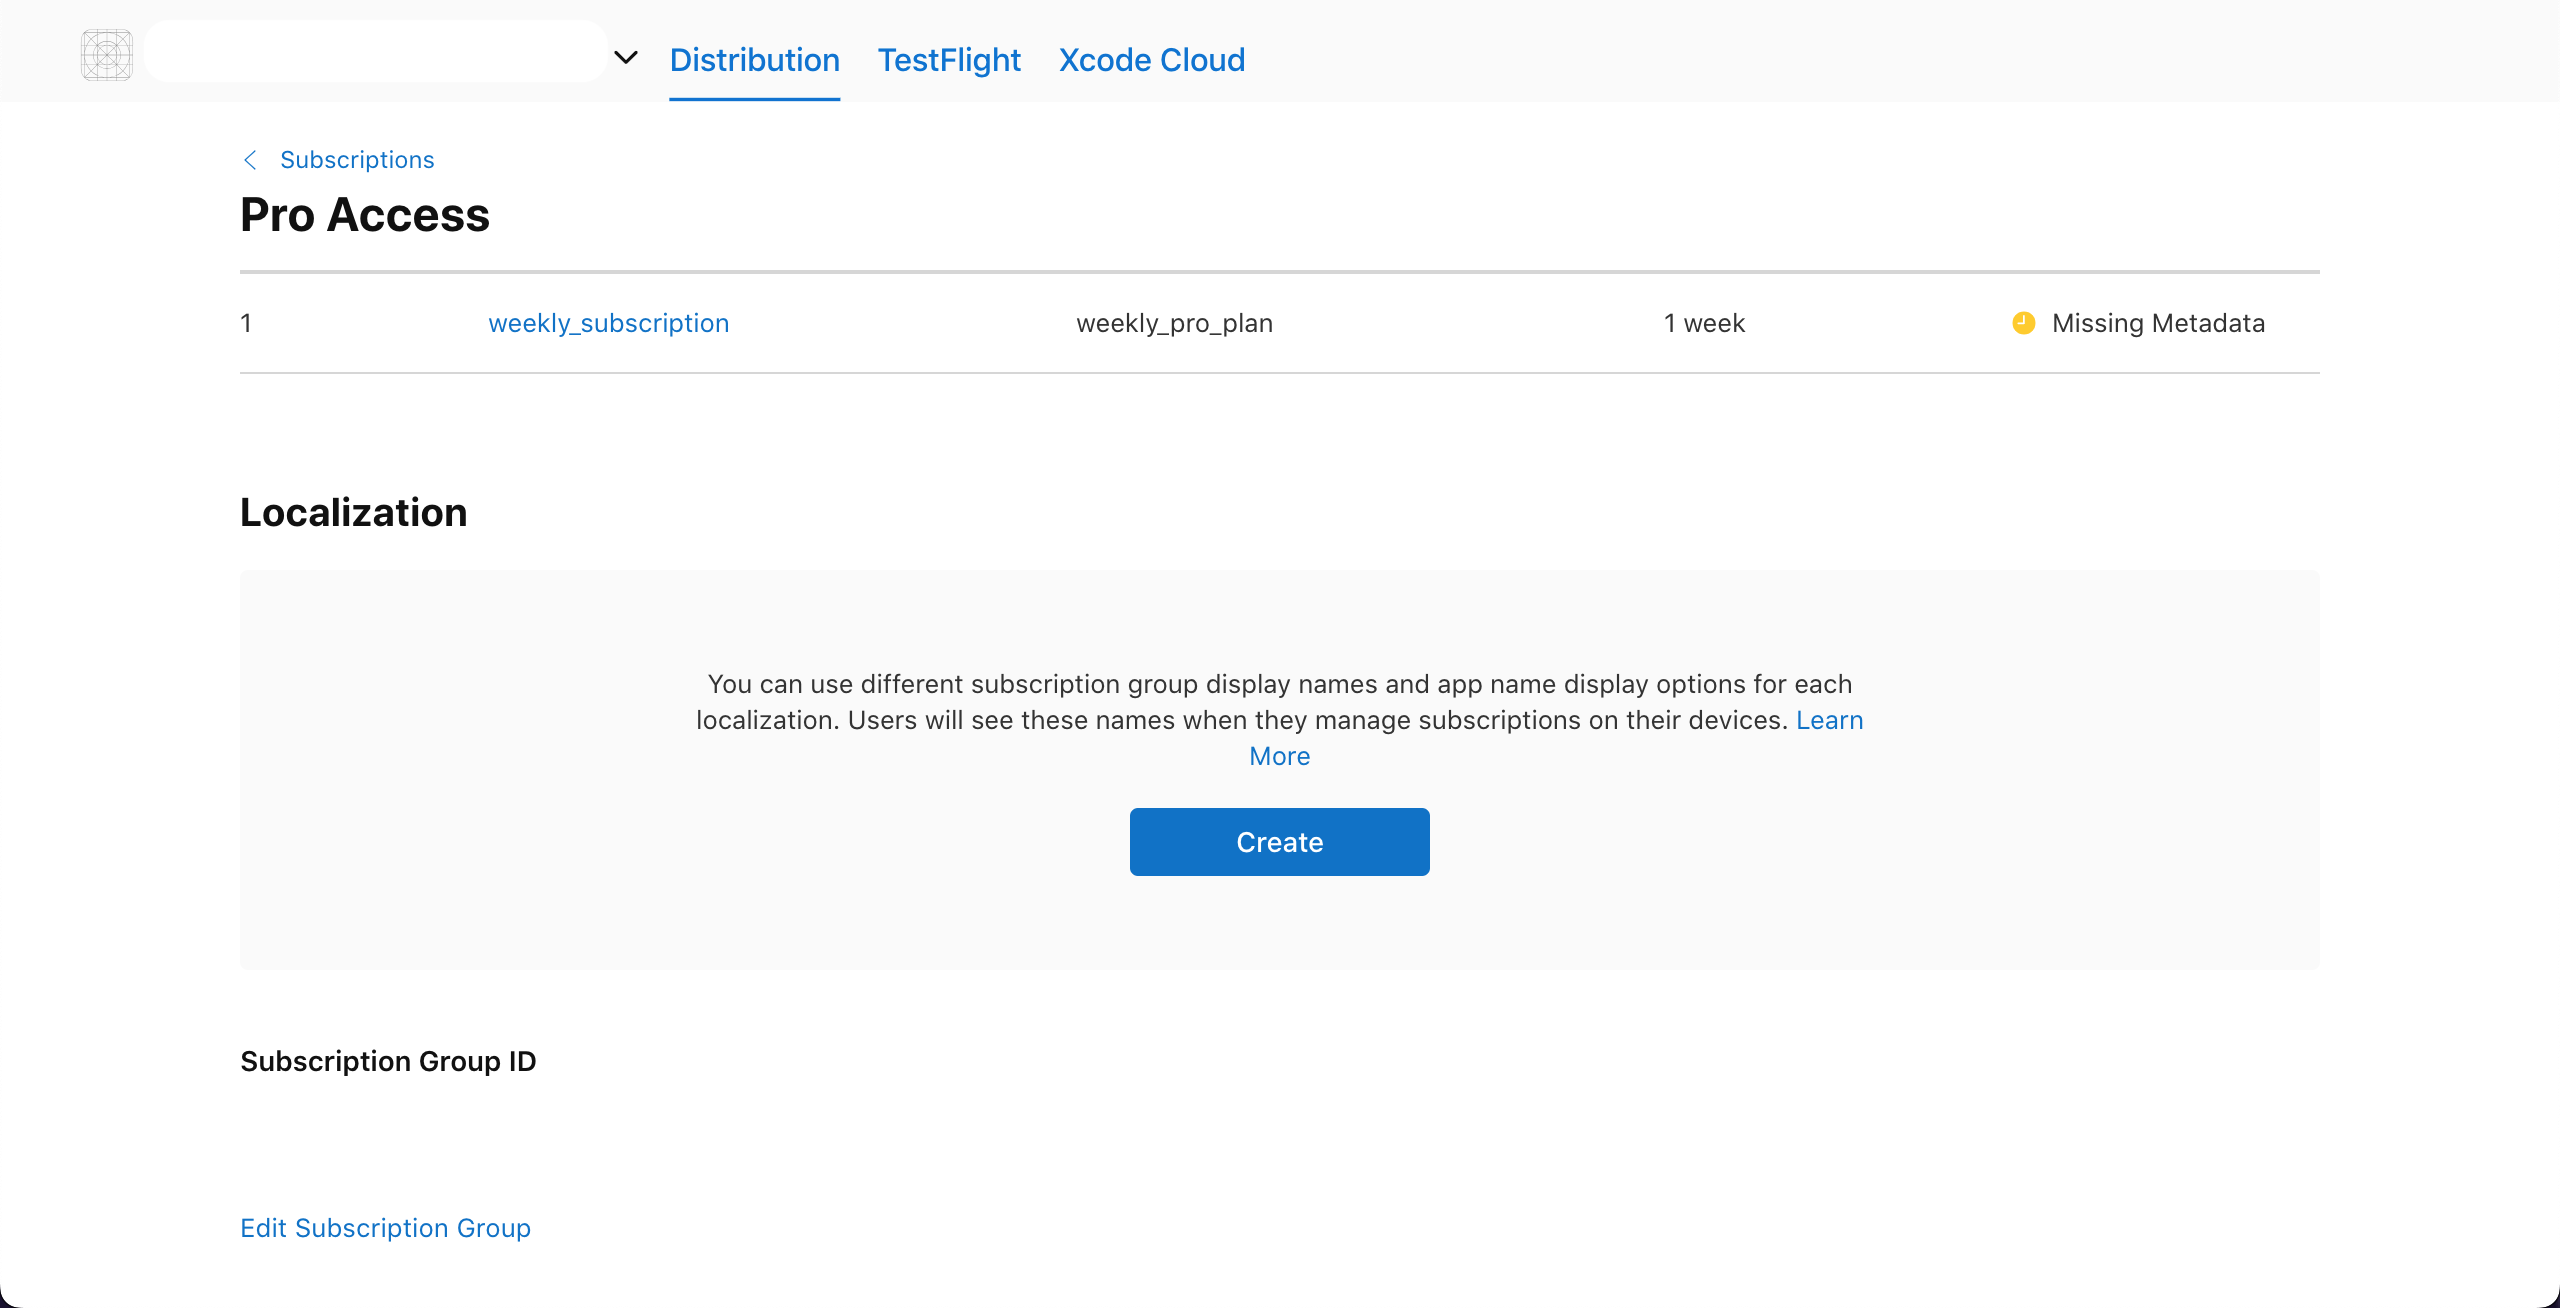 Distribution TestFlight Xcode Cloud
Subscriptions
Pro Access
1 weekly_subscription weekly_pro_plan 1 week Missing Metadata
Localization
You can use different subscription group display names and app name display options for each
localization. Users will see these names when they manage subscriptions on their devices. Learn
More
Create
Subscription Group ID
Edit Subscription Group